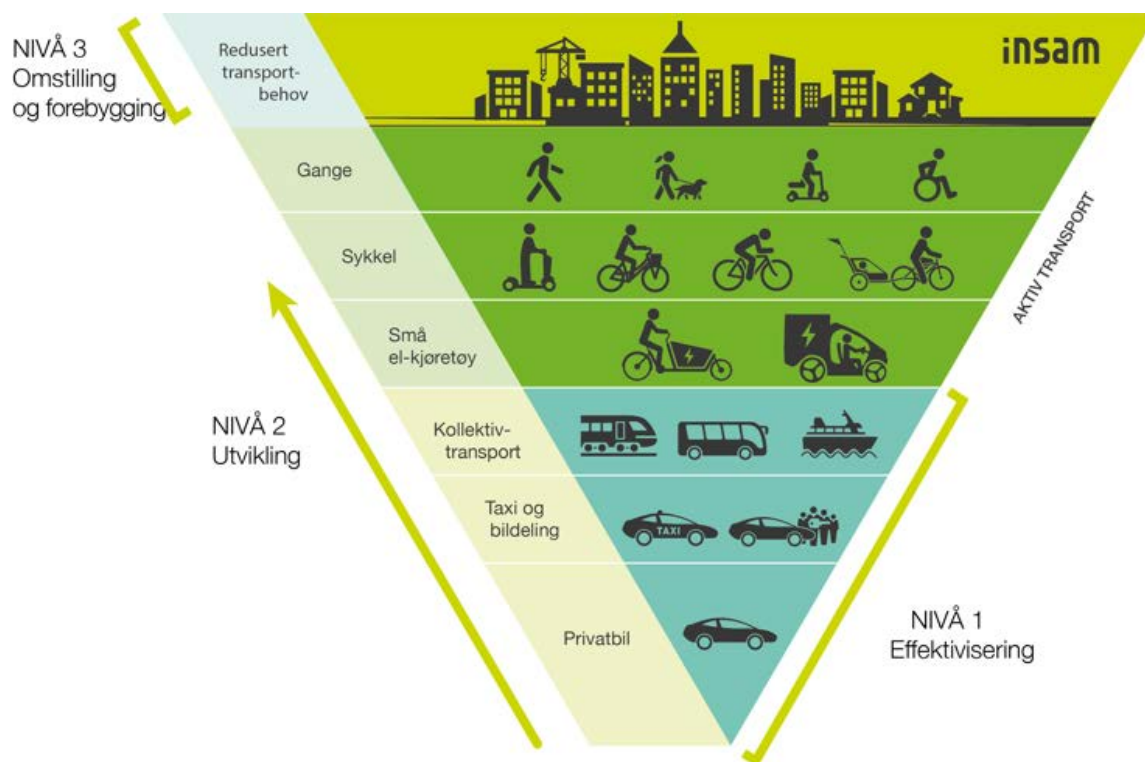 NIVÅ 3
Omstilling
og forebygging
Redusert
transport-
behov
insam
Gange
Sykkel
Små
el-kjøretøy
AKTIV TRANSPORT
NIVÅ 2
Utvikling
Kollektiv-
transport
Taxi og
bildeling
TAXI
Privatbil
NIVÅ 1
Effektivisering